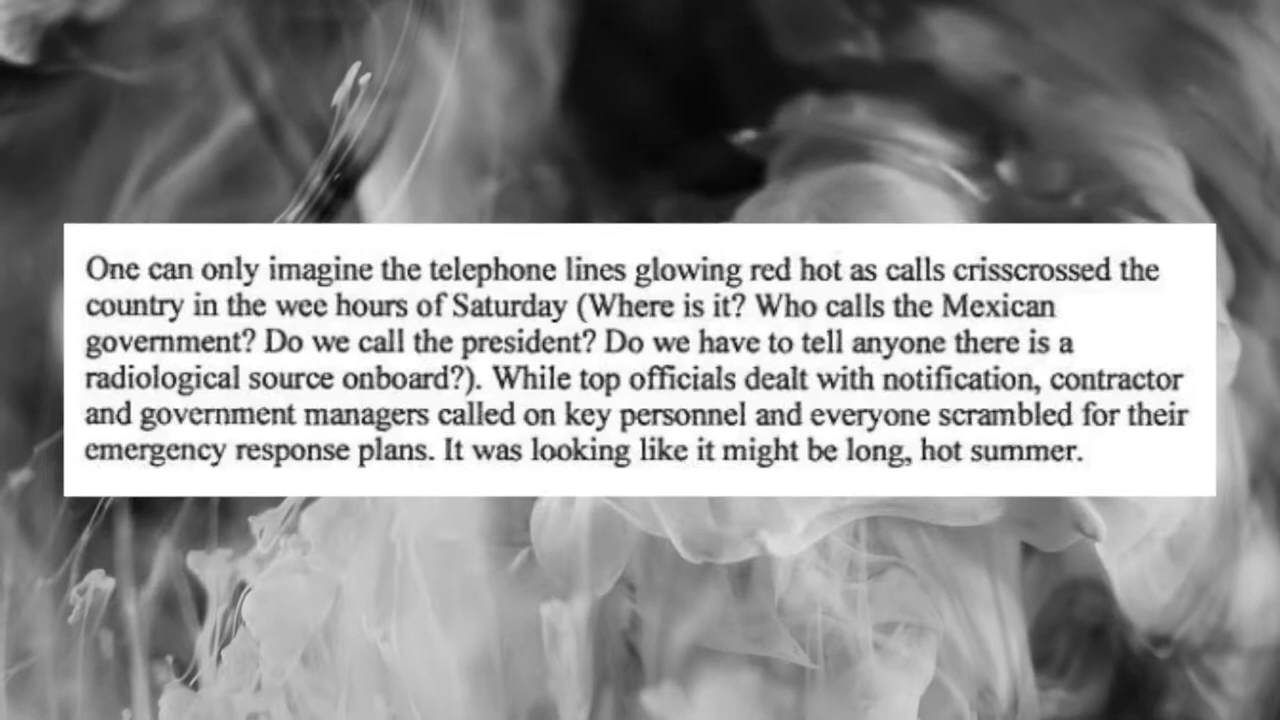 One can only imagine the telephone lines glowing red hot as calls crisscrossed the
country in the wee hours of Saturday (Where is it? Who calls the Mexican
government? Do we call the president? Do we have to tell anyone there is a
radiological source onboard?). While top officials dealt with notification, contractor
and government managers called on key personnel and everyone scrambled for their
emergency response plans. It was looking like it might be long, hot summer.